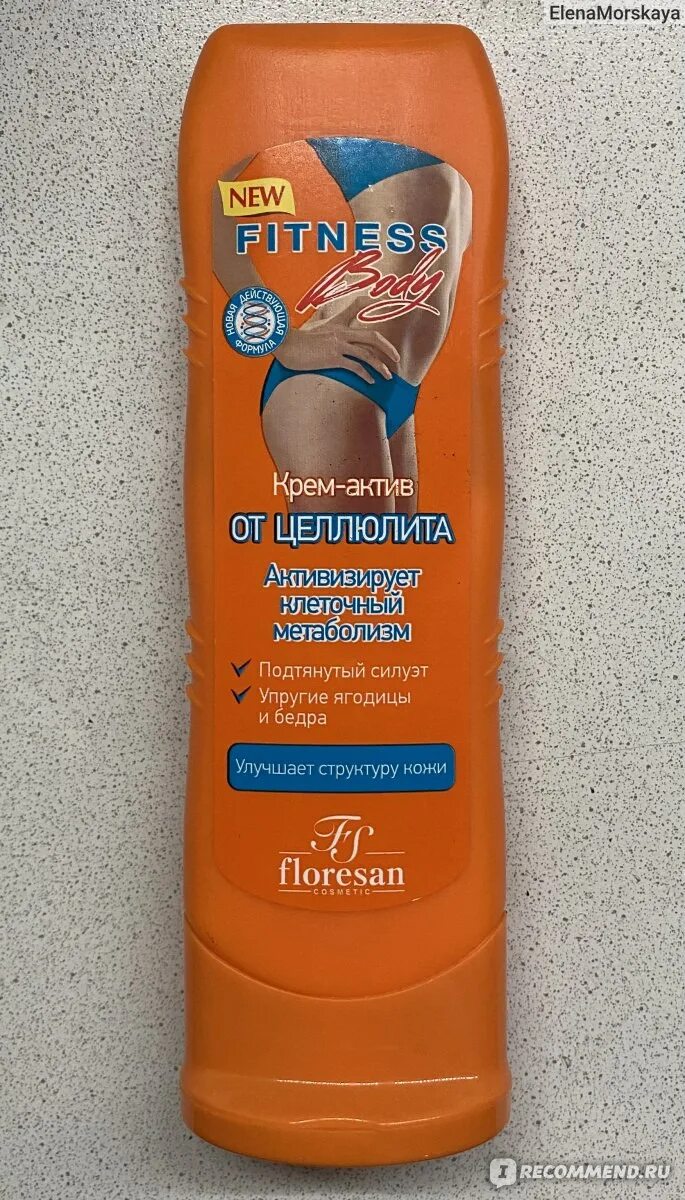 ElenaMorskaya
NEW
FITNESS
Body
НОВАЯ ДЕЙСТВУЮЩАЯ
ФОРМУЛА
Крем-актив
ОТ ЦЕЛЛЮЛИТА
Активизирует
клеточный
метаболизм
Подтянутый силуэт
Упругие ягодицы
и бедра
Улучшает структуру кожи
FS
floresan
COSMETIC
IRECOMMEND.RU